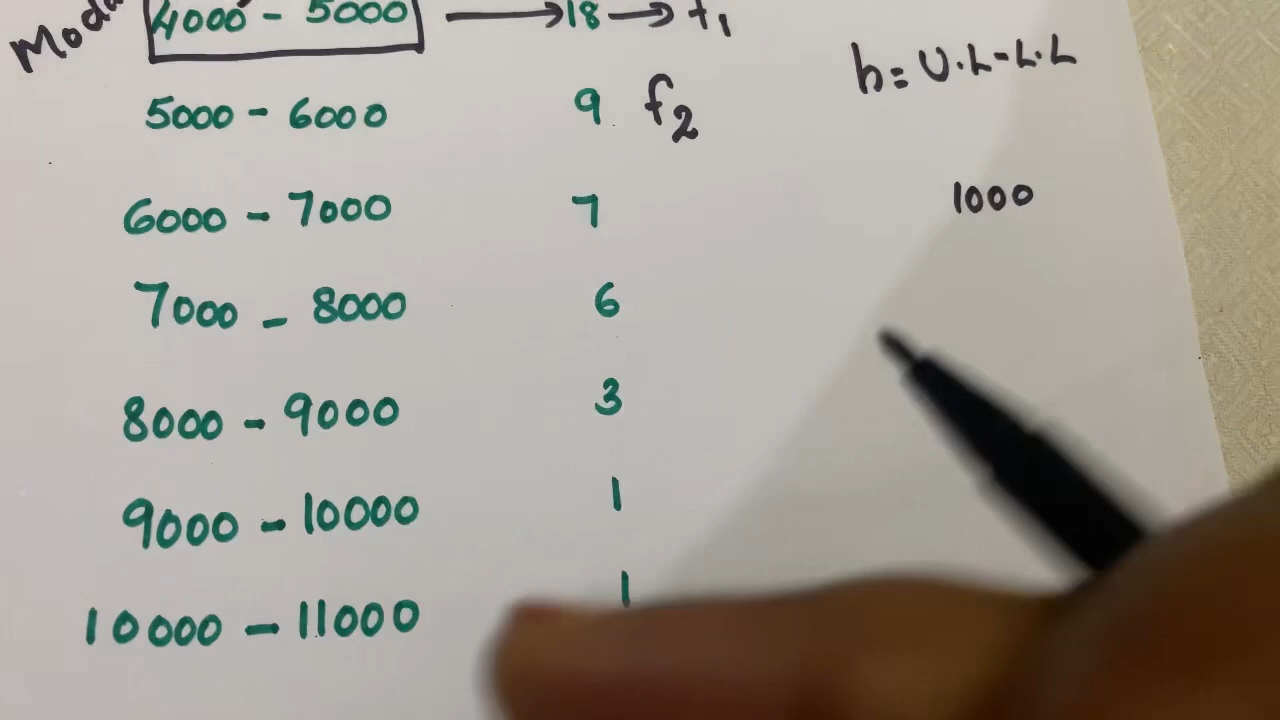 4000 - 5000 → 18 → f₁
5000 - 6000 9 f₂
6000 - 7000 7
7000 - 8000 6
8000 - 9000 3
9000 - 10000 1
10000 - 11000 1
h = U.L - L.L
1000